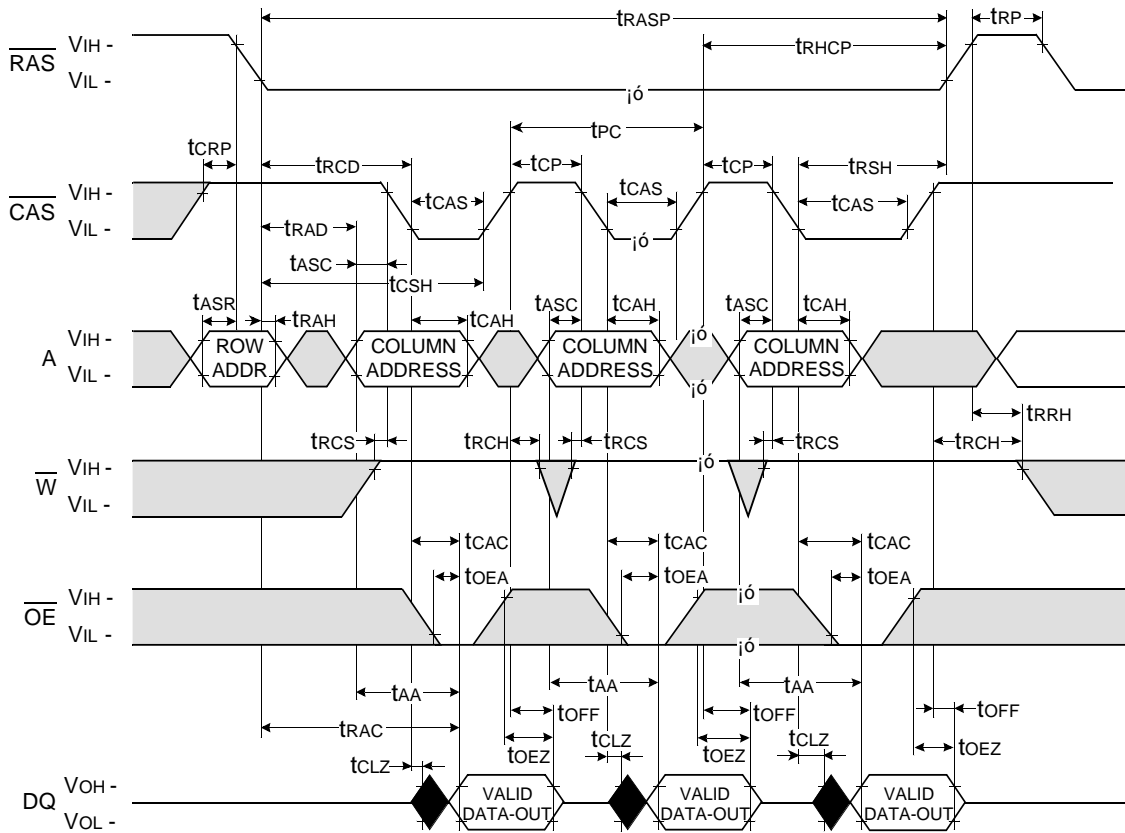 tRASP
tRP
RAS VIH -
VIL -
tRHCP
¡ó
tCRP
tRCD
tPC
tCP
tCP
tRSH
CAS VIH -
VIL -
tCAS
tCAS
tCAS
¡ó
tRAD
tASC
tCSH
tASR
tRAH
tCAH
tASC
tCAH
tASC
tCAH
A VIH -
VIL -
ROW
ADDR
COLUMN
ADDRESS
COLUMN
ADDRESS
¡ó
¡ó
COLUMN
ADDRESS
tRRH
tRCS
tRCH
tRCS
tRCS
tRCH
W VIH -
VIL -
¡ó
tCAC
tCAC
tCAC
tOEA
tOEA
tOEA
OE VIH -
VIL -
¡ó
¡ó
tAA
tAA
tAA
tRAC
tOFF
tOFF
tOFF
tOEZ
tOEZ
tOEZ
tCLZ
tCLZ
tCLZ
DQ VOH -
VOL -
VALID
DATA-OUT
VALID
DATA-OUT
VALID
DATA-OUT